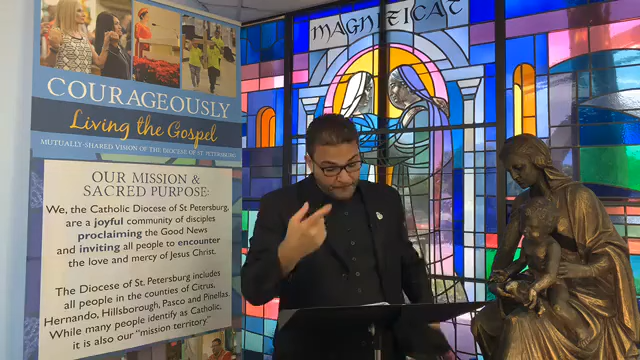 MAGNIFICAT
COURAGEOUSLY
Living the Gospel
MUTUALLY-SHARED VISION OF THE DIOCESE OF ST. PETERSBURG
OUR MISSION &
SACRED PURPOSE:
We, the Catholic Diocese of St Petersburg,
are a joyful community of disciples
proclaiming the Good News
and inviting all people to encounter
the love and mercy of Jesus Christ.
The Diocese of St. Petersburg includes
all people in the counties of Citrus,
Hernando, Hillsborough, Pasco and Pinellas.
While many people identify as Catholic,
it is also our "mission territory".